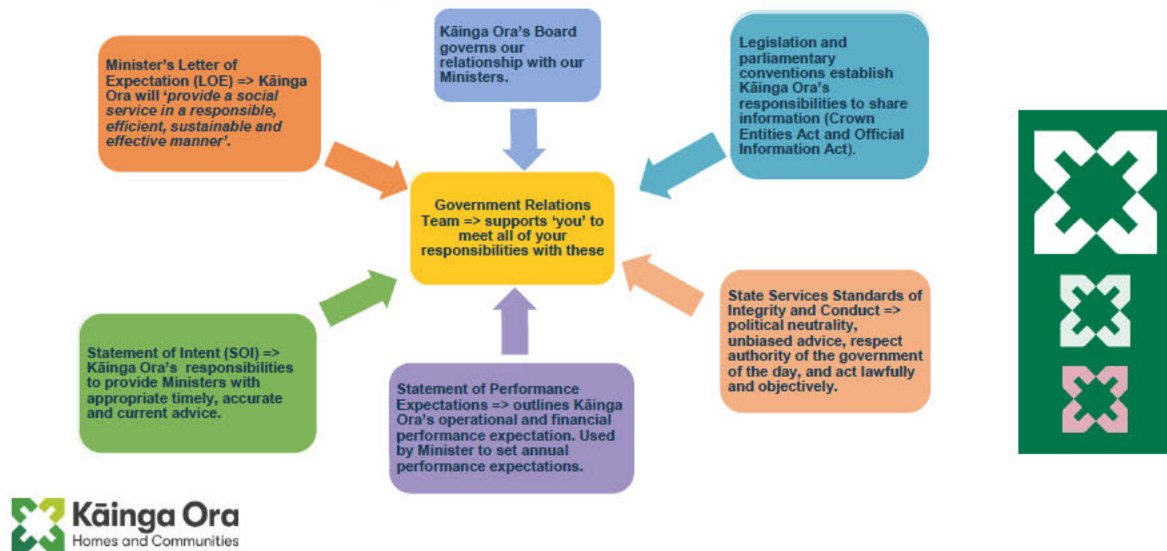 Kāinga Ora's Board
governs our
relationship with our
Ministers.
Minister's Letter of
Expectation (LOE) => Kāinga
Ora will 'provide a social
service in a responsible,
efficient, sustainable and
effective manner'.
Legislation and
parliamentary
conventions establish
Kāinga Ora's
responsibilities to share
information (Crown
Entities Act and Official
Information Act).
Government Relations
Team => supports 'you' to
meet all of your
responsibilities with these
Statement of Intent (SOI) =>
Kāinga Ora's responsibilities
to provide Ministers with
appropriate timely, accurate
and current advice.
Statement of Performance
Expectations => outlines Kāinga
Ora's operational and financial
performance expectation. Used
by Minister to set annual
performance expectations.
State Services Standards of
Integrity and Conduct =>
political neutrality,
unbiased advice, respect
authority of the government
of the day, and act lawfully
and objectively.
Kāinga Ora
Homes and Communities